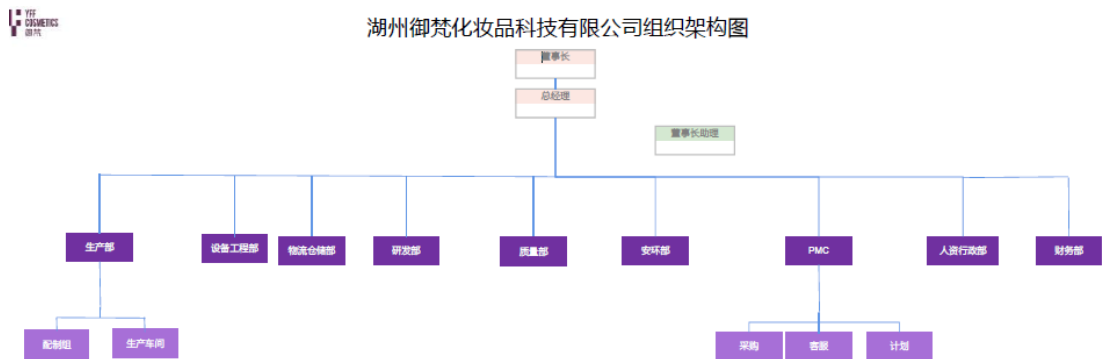 YFF
COSMETICS
御梵
湖州御梵化妆品科技有限公司组织架构图
董事长
总经理
董事长助理
生产部
设备工程部
物流仓储部
研发部
质量部
安环部
PMC
人资行政部
财务部
配制组
生产车间
采购
客服
计划